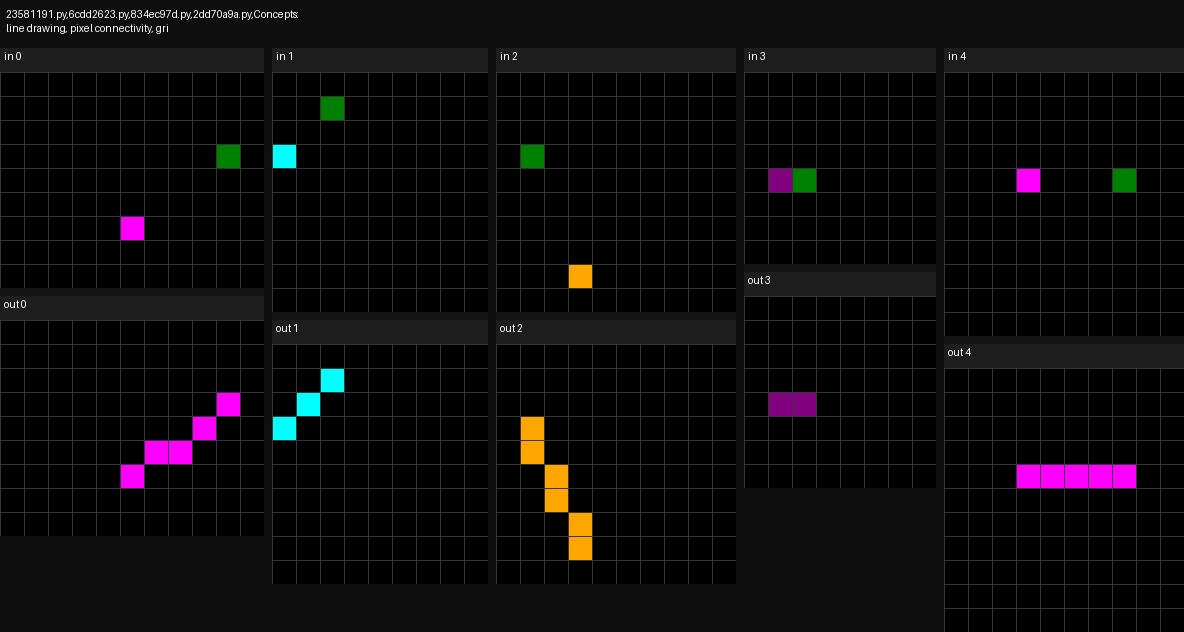 23581191.py,6cdd2623.py,834ec97d.py,2dd70a9a.py,Concepts:
line drawing, pixel connectivity, gri
in 0
in 1
in 2
in 3
in 4
out 0
out 1
out 2
out 3
out 4